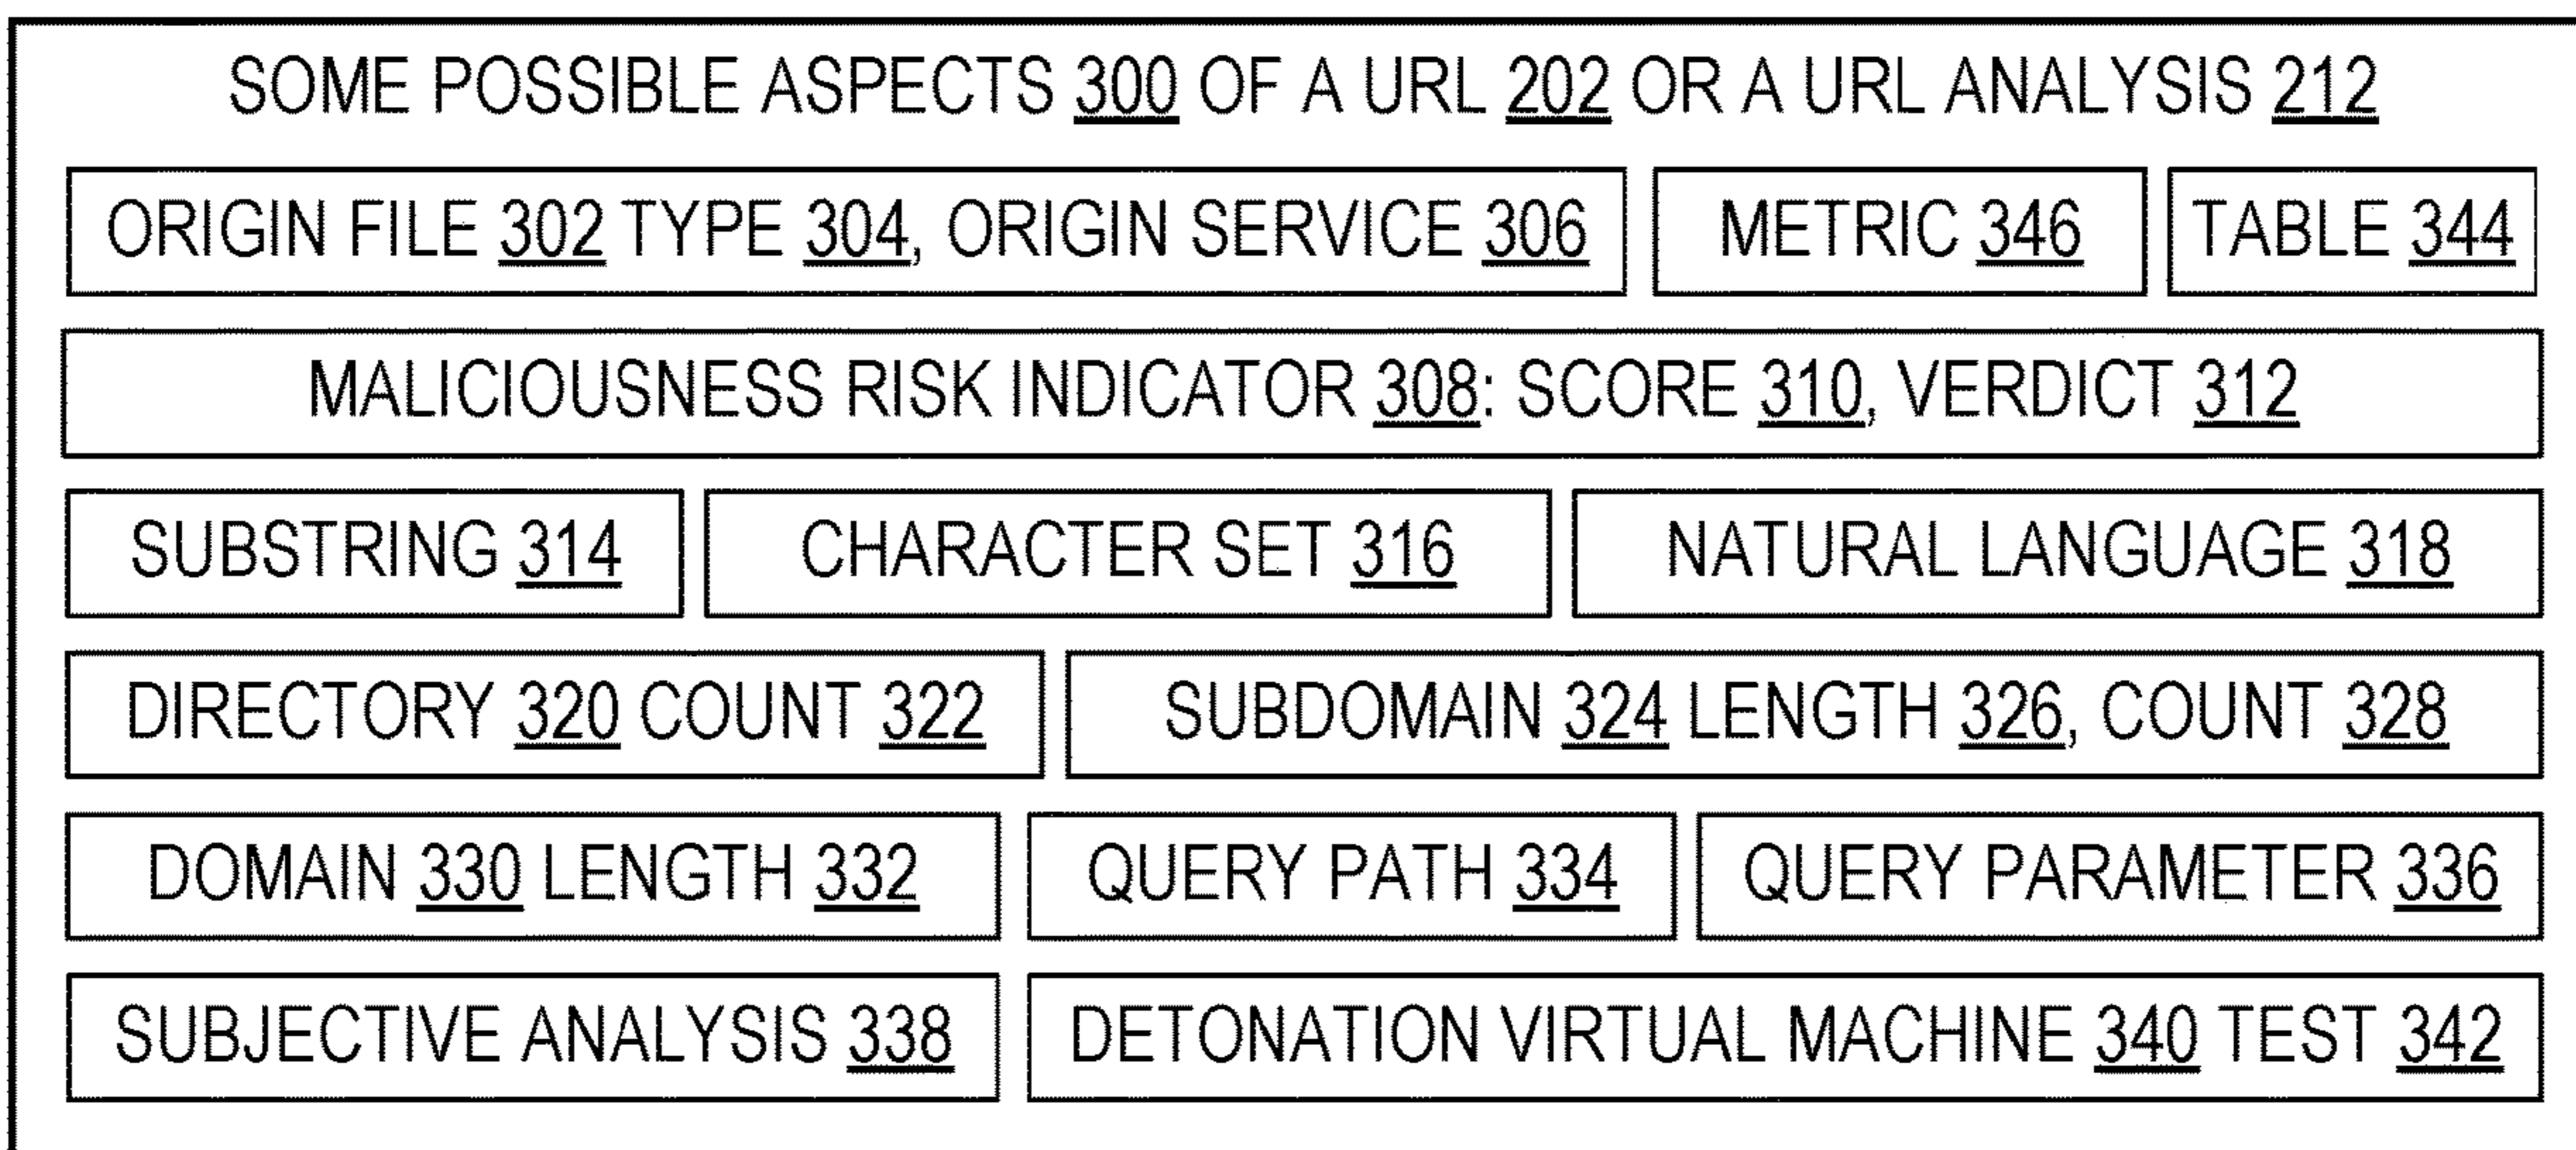 SOME POSSIBLE ASPECTS 300 OF A URL 202 OR A URL ANALYSIS 212
ORIGIN FILE 302 TYPE 304, ORIGIN SERVICE 306
METRIC 346
TABLE 344
MALICIOUSNESS RISK INDICATOR 308: SCORE 310, VERDICT 312
SUBSTRING 314
CHARACTER SET 316
NATURAL LANGUAGE 318
DIRECTORY 320 COUNT 322
SUBDOMAIN 324 LENGTH 326, COUNT 328
DOMAIN 330 LENGTH 332
QUERY PATH 334
QUERY PARAMETER 336
SUBJECTIVE ANALYSIS 338
DETONATION VIRTUAL MACHINE 340 TEST 342